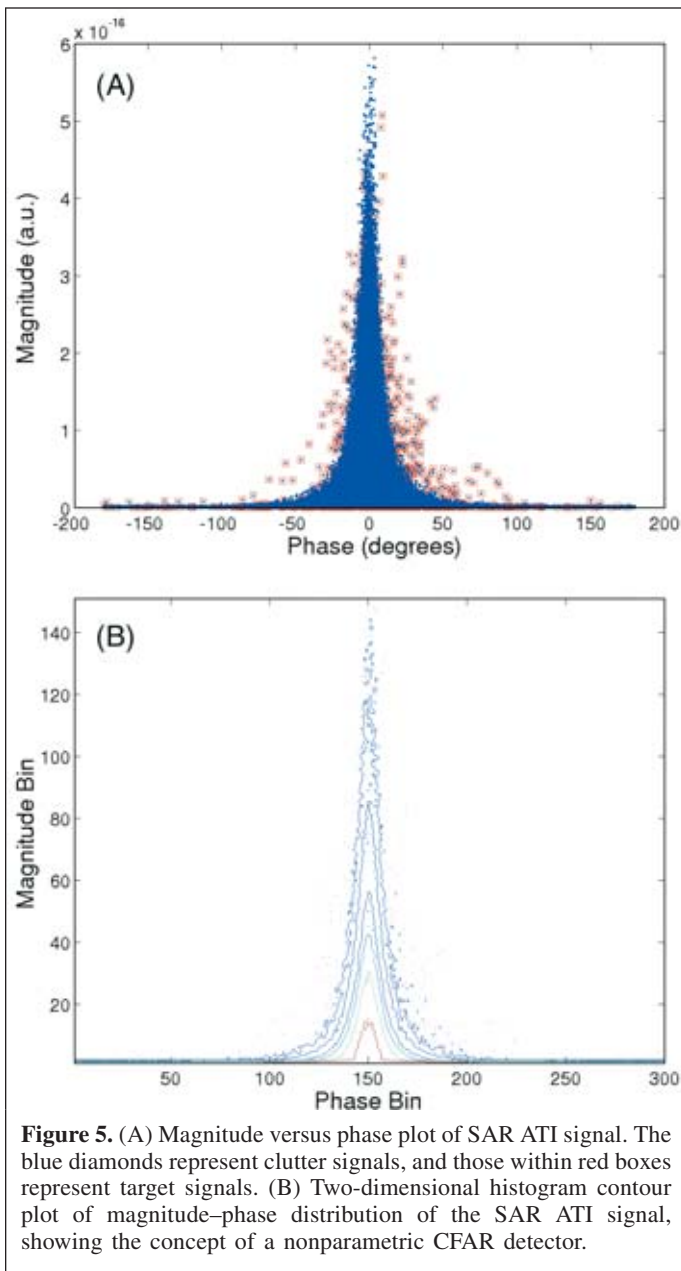 x 10^-16
6
(A)
5
4
3
2
1
0
Magnitude (a.u.)
-200 -150 -100 -50 0 50 100 150 200
Phase (degrees)
(B)
140
120
100
80
60
40
20
Magnitude Bin
50 100 150 200 250 300
Phase Bin
Figure 5. (A) Magnitude versus phase plot of SAR ATI signal. The
blue diamonds represent clutter signals, and those within red boxes
represent target signals. (B) Two-dimensional histogram contour
plot of magnitude–phase distribution of the SAR ATI signal,
showing the concept of a nonparametric CFAR detector.